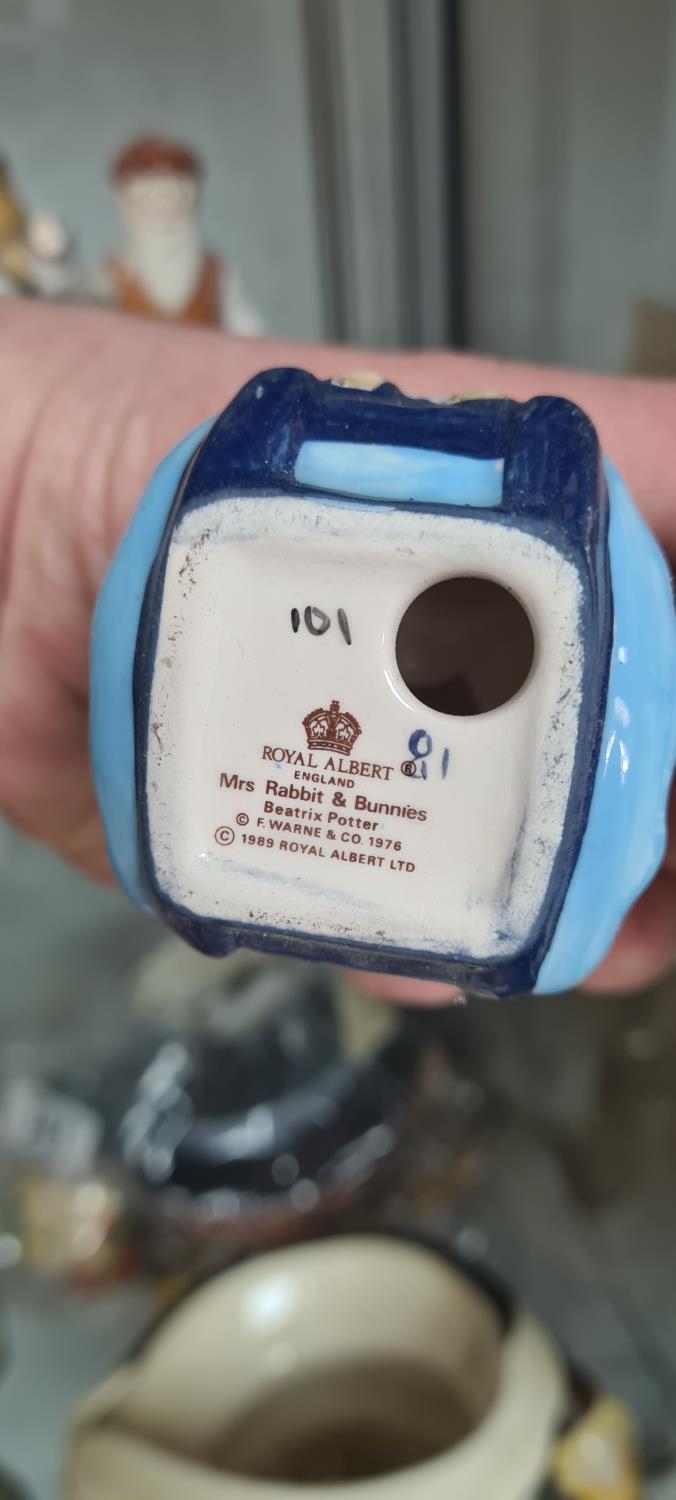 101
ROYAL ALBERT ®
81
ENGLAND
Mrs Rabbit & Bunnies
Beatrix Potter
© F. WARNE & CO. 1976
© 1989 ROYAL ALBERT LTD